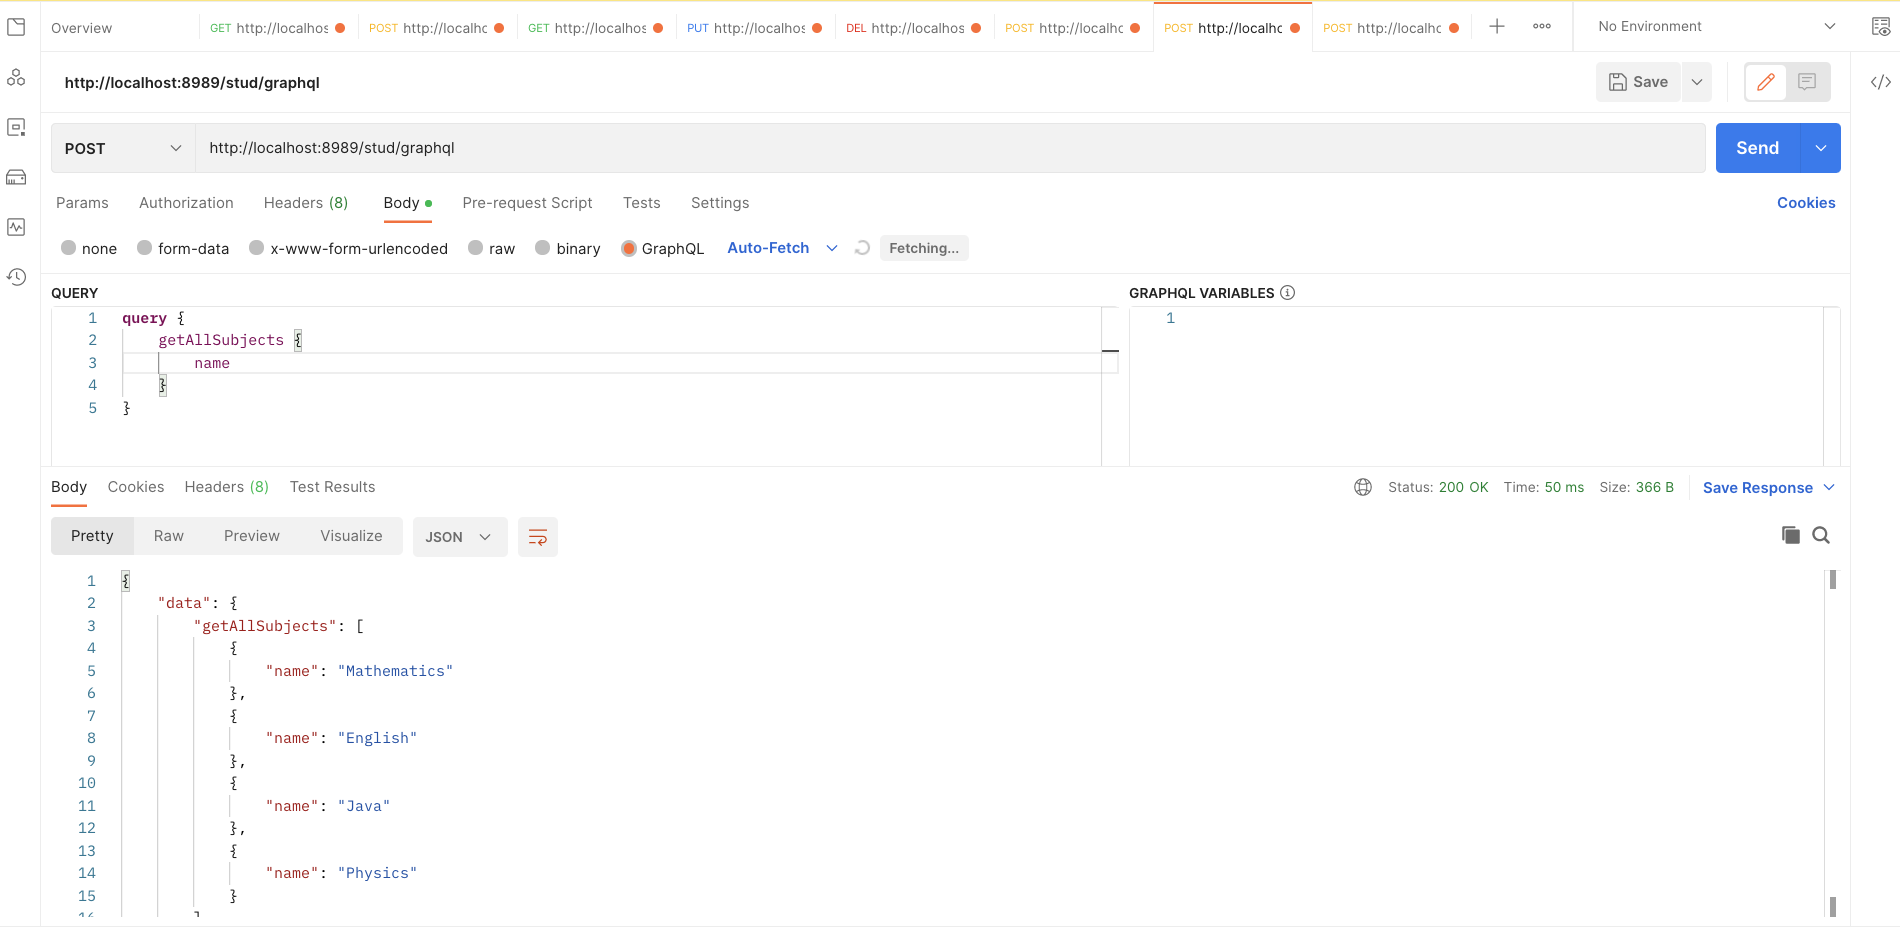 Overview
GET http://localhos
POST http://localhc
GET http://localhos
PUT http://localhos
DEL http://localhos
POST http://localhc
POST http://localhc
POST http://localhc
No Environment
http://localhost:8989/stud/graphql
Save
POST
http://localhost:8989/stud/graphql
Send
Params Authorization Headers (8) Body Pre-request Script Tests Settings
Cookies
none form-data x-www-form-urlencoded raw binary GraphQL Auto-Fetch Fetching...
QUERY
1 query {
2 getAllSubjects {
3 name
4 }
5 }
GRAPHQL VARIABLES
1
Body Cookies Headers (8) Test Results
Status: 200 OK Time: 50 ms Size: 366 B Save Response
Pretty Raw Preview Visualize JSON
1 {
2 "data": {
3 "getAllSubjects": [
4 {
5 "name": "Mathematics"
6 },
7 {
8 "name": "English"
9 },
10 {
11 "name": "Java"
12 },
13 {
14 "name": "Physics"
15 }
16 ]